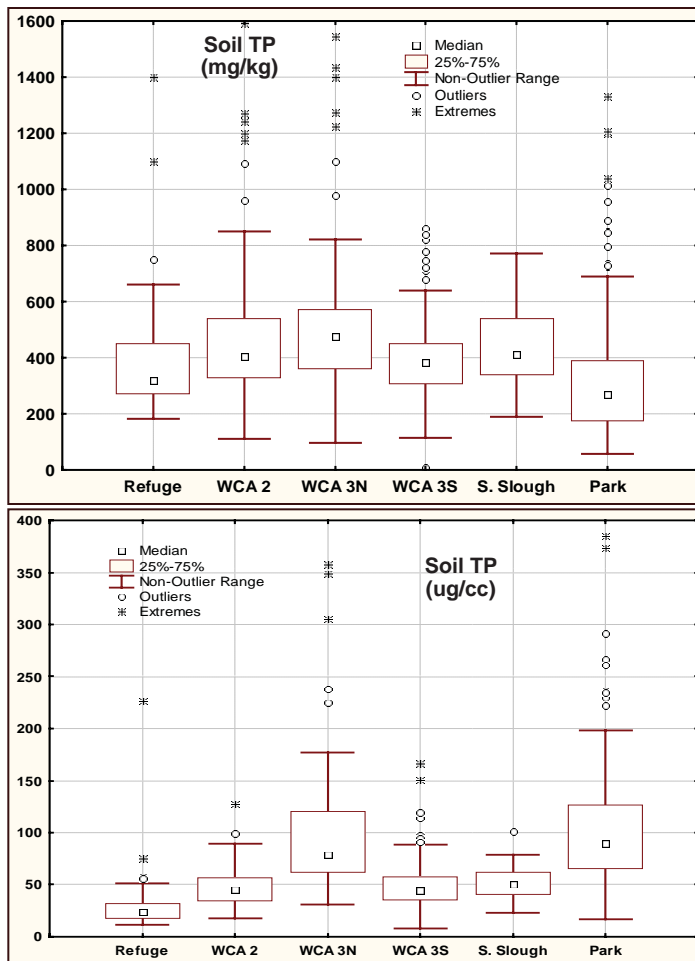 Soil TP
(mg/kg)
Median
25%-75%
Non-Outlier Range
Outliers
Extremes
1600
1400
1200
1000
800
600
400
200
0
Refuge WCA 2 WCA 3N WCA 3S S. Slough Park
Soil TP
(ug/cc)
Median
25%-75%
Non-Outlier Range
Outliers
Extremes
400
350
300
250
200
150
100
50
0
Refuge WCA 2 WCA 3N WCA 3S S. Slough Park